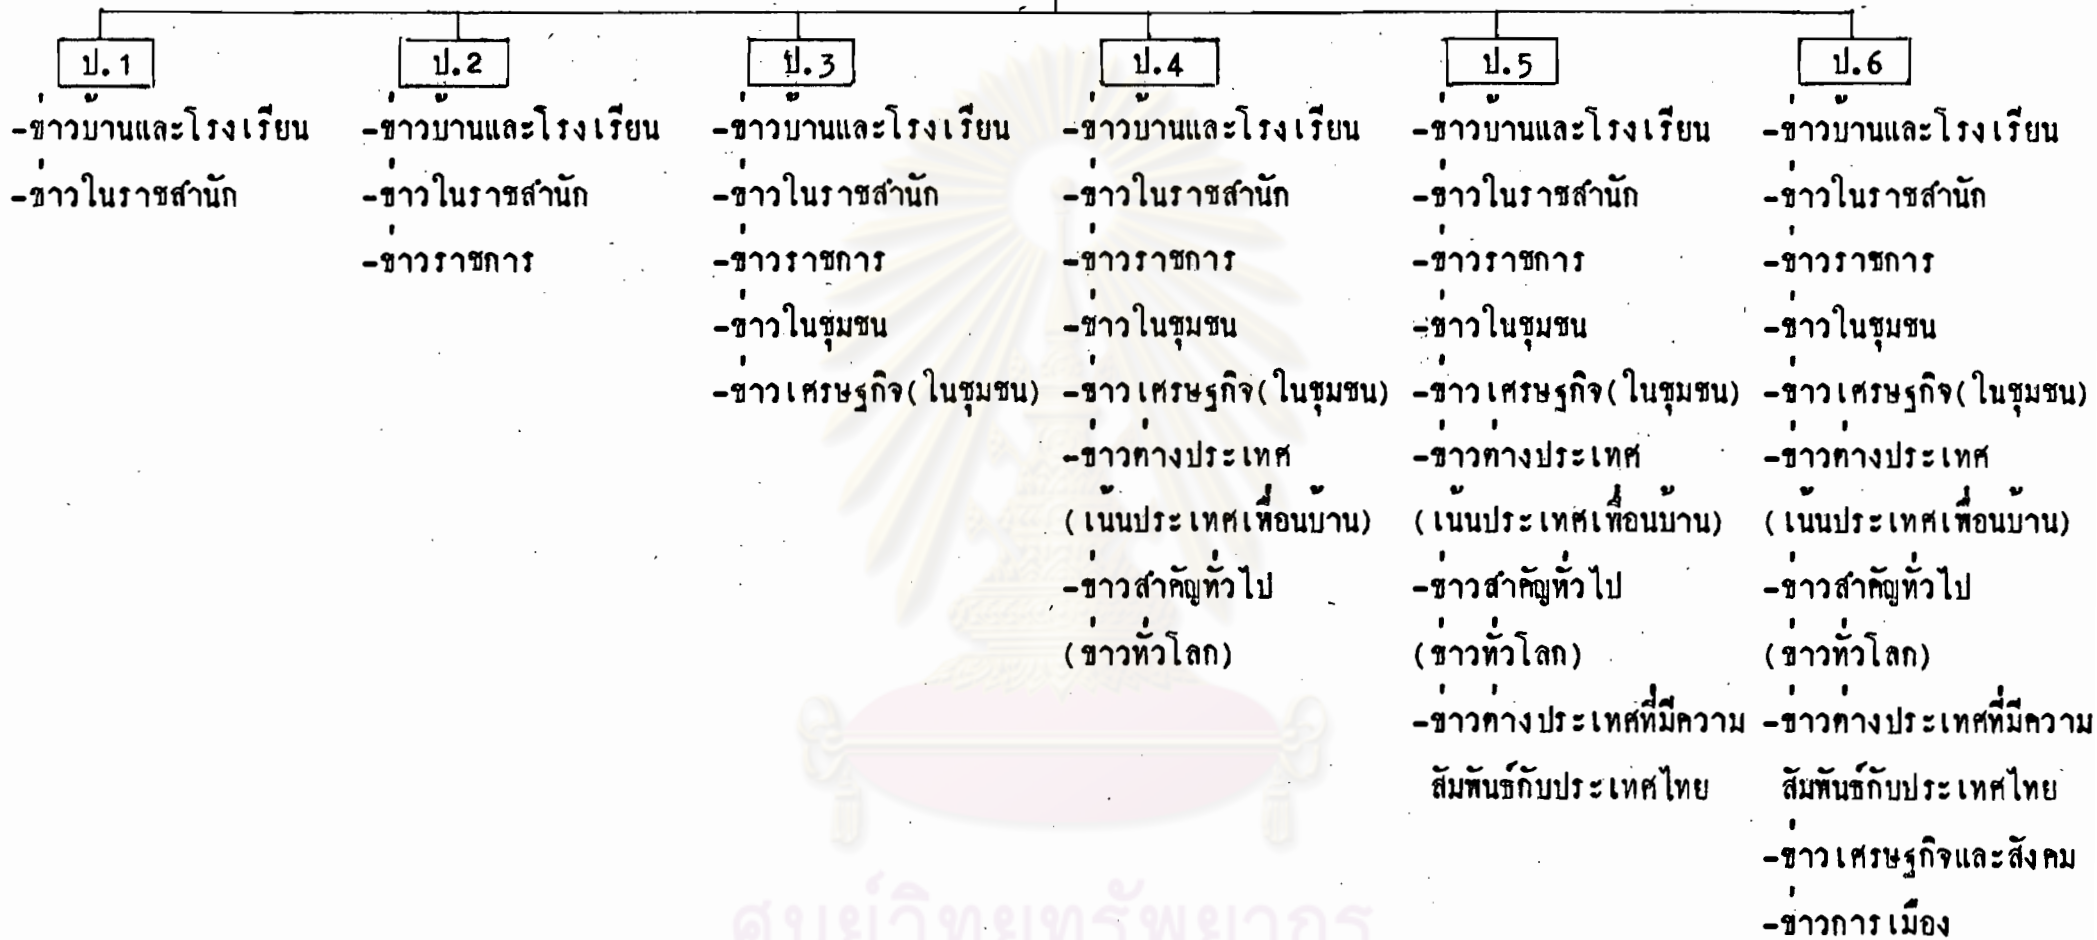 ป.1
-ข่าวบ้านและโรงเรียน
-ข่าวในราชสำนัก
ป.2
-ข่าวบ้านและโรงเรียน
-ข่าวในราชสำนัก
-ข่าวราชการ
ป.3
-ข่าวบ้านและโรงเรียน
-ข่าวในราชสำนัก
-ข่าวราชการ
-ข่าวในชุมชน
-ข่าวเศรษฐกิจ(ในชุมชน)
ป.4
-ข่าวบ้านและโรงเรียน
-ข่าวในราชสำนัก
-ข่าวราชการ
-ข่าวในชุมชน
-ข่าวเศรษฐกิจ(ในชุมชน)
-ข่าวต่างประเทศ
(เน้นประเทศเพื่อนบ้าน)
-ข่าวสำคัญทั่วไป
(ข่าวทั่วโลก)
ป.5
-ข่าวบ้านและโรงเรียน
-ข่าวในราชสำนัก
-ข่าวราชการ
-ข่าวในชุมชน
-ข่าวเศรษฐกิจ(ในชุมชน)
-ข่าวต่างประเทศ
(เน้นประเทศเพื่อนบ้าน)
-ข่าวสำคัญทั่วไป
(ข่าวทั่วโลก)
-ข่าวต่างประเทศที่มีความ
สัมพันธ์กับประเทศไทย
ป.6
-ข่าวบ้านและโรงเรียน
-ข่าวในราชสำนัก
-ข่าวราชการ
-ข่าวในชุมชน
-ข่าวเศรษฐกิจ(ในชุมชน)
-ข่าวต่างประเทศ
(เน้นประเทศเพื่อนบ้าน)
-ข่าวสำคัญทั่วไป
(ข่าวทั่วโลก)
-ข่าวต่างประเทศที่มีความ
สัมพันธ์กับประเทศไทย
-ข่าวเศรษฐกิจและสังคม
-ข่าวการเมือง
ศูนย์วิทยทรัพยากร